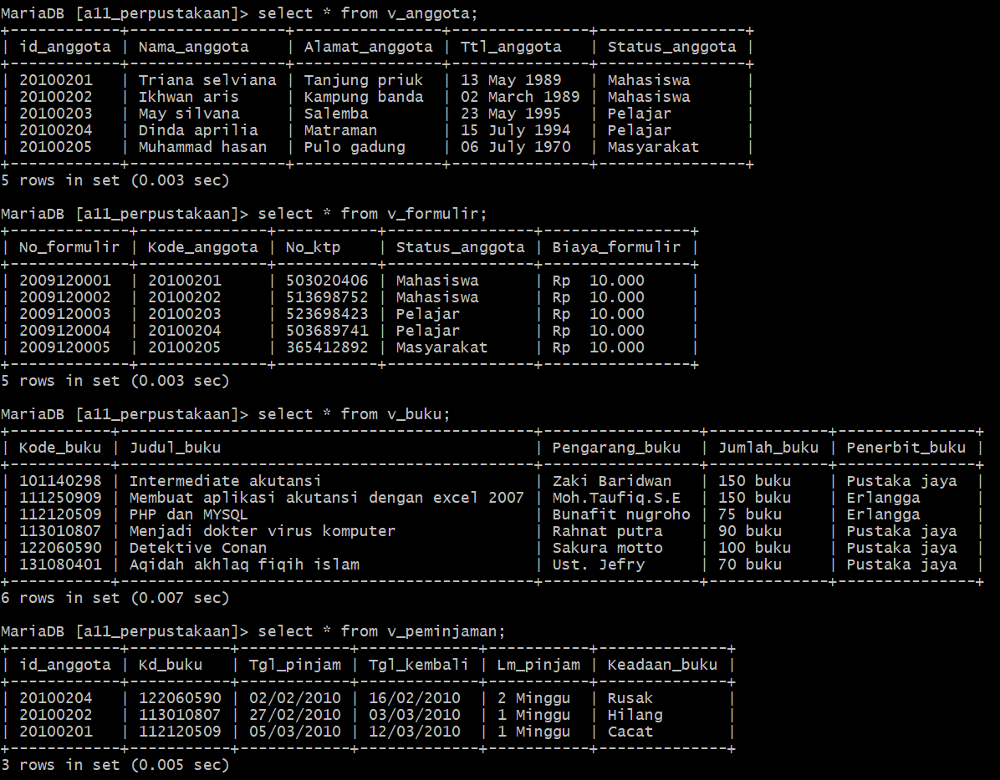 MariaDB [a11_perpustakaan]> select * from v_anggota;
+------------+-----------------+----------------+---------------+----------------+
| id_anggota | Nama_anggota    | Alamat_anggota | Ttl_anggota   | Status_anggota |
+------------+-----------------+----------------+---------------+----------------+
| 20100201   | Triana selviana | Tanjung priuk  | 13 May 1989   | Mahasiswa      |
| 20100202   | Ikhwan aris     | Kampung banda  | 02 March 1989 | Mahasiswa      |
| 20100203   | May silvana     | Salemba        | 23 May 1995   | Pelajar        |
| 20100204   | Dinda aprilia   | Matraman       | 15 July 1994  | Pelajar        |
| 20100205   | Muhammad hasan  | Pulo gadung    | 06 July 1970  | Masyarakat     |
+------------+-----------------+----------------+---------------+----------------+
5 rows in set (0.003 sec)
MariaDB [a11_perpustakaan]> select * from v_formulir;
+-------------+--------------+-----------+----------------+----------------+
| No_formulir | Kode_anggota | No_ktp    | Status_anggota | Biaya_formulir |
+-------------+--------------+-----------+----------------+----------------+
| 2009120001  | 20100201     | 503020406 | Mahasiswa      | Rp  10.000     |
| 2009120002  | 20100202     | 513698752 | Mahasiswa      | Rp  10.000     |
| 2009120003  | 20100203     | 523698423 | Pelajar        | Rp  10.000     |
| 2009120004  | 20100204     | 503689741 | Pelajar        | Rp  10.000     |
| 2009120005  | 20100205     | 365412892 | Masyarakat     | Rp  10.000     |
+-------------+--------------+-----------+----------------+----------------+
5 rows in set (0.003 sec)
MariaDB [a11_perpustakaan]> select * from v_buku;
+-----------+---------------------------------------------+-----------------+-------------+---------------+
| Kode_buku | Judul_buku                                  | Pengarang_buku  | Jumlah_buku | Penerbit_buku |
+-----------+---------------------------------------------+-----------------+-------------+---------------+
| 101140298 | Intermediate akutansi                       | Zaki Baridwan   | 150 buku    | Pustaka jaya  |
| 111250909 | Membuat aplikasi akutansi dengan excel 2007 | Moh.Taufiq.S.E  | 150 buku    | Erlangga      |
| 112120509 | PHP dan MYSQL                               | Bunafit nugroho | 75 buku     | Erlangga      |
| 113010807 | Menjadi dokter virus komputer               | Rahnat putra    | 90 buku     | Pustaka jaya  |
| 122060590 | Detektive Conan                             | Sakura motto    | 100 buku    | Pustaka jaya  |
| 131080401 | Aqidah akhlaq fiqih islam                   | Ust. Jefry      | 70 buku     | Pustaka jaya  |
+-----------+---------------------------------------------+-----------------+-------------+---------------+
6 rows in set (0.007 sec)
MariaDB [a11_perpustakaan]> select * from v_peminjaman;
+------------+-----------+------------+-------------+-----------+--------------+
| id_anggota | Kd_buku   | Tgl_pinjam | Tgl_kembali | Lm_pinjam | Keadaan_buku |
+------------+-----------+------------+-------------+-----------+--------------+
| 20100204   | 122060590 | 02/02/2010 | 16/02/2010  | 2 Minggu  | Rusak        |
| 20100202   | 113010807 | 27/02/2010 | 03/03/2010  | 1 Minggu  | Hilang       |
| 20100201   | 112120509 | 05/03/2010 | 12/03/2010  | 1 Minggu  | Cacat        |
+------------+-----------+------------+-------------+-----------+--------------+
3 rows in set (0.005 sec)